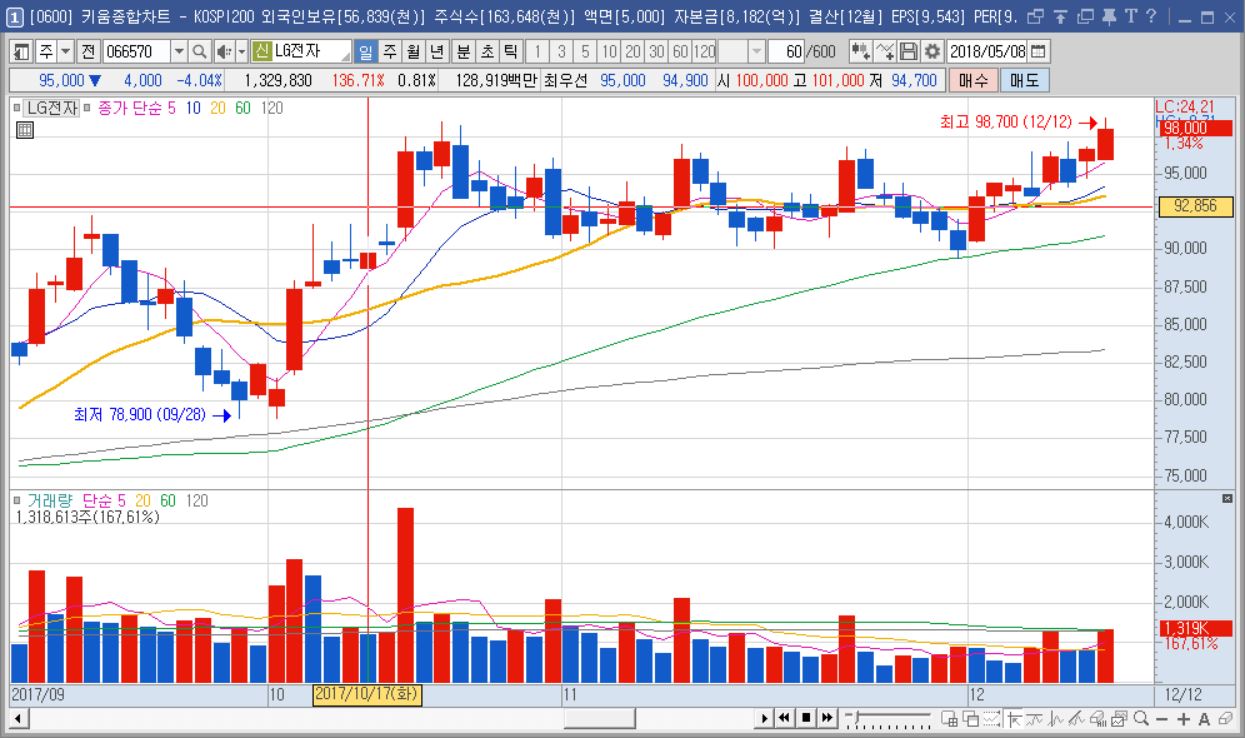 1 [0600] 키움종합차트 - KOSPI200 외국인보유[56,839(천)] 주식수[163,648(천)] 액면[5,000] 자본금[8,182(억)] 결산[12월] EPS[9,543] PER[9. T ?
주 전 066570 신 LG전자 일 주 월 년 분 초 틱 1 3 5 10 20 30 60 120 60 /600 2018/05/08
95,000 ▼ 4,000 -4.04% 1,329,830 136.71% 0.81% 128,919백만 최우선 95,000 94,900 시 100,000 고 101,000 저 94,700 매수 매도
LG전자 종가 단순 5 10 20 60 120
LC:24,21
최고 98,700 (12/12)
98,000
1,34%
95,000
92,856
90,000
87,500
85,000
82,500
80,000
최저 78,900 (09/28)
77,500
75,000
거래량 단순 5 20 60 120
1,318,613주(167,61%)
4,000K
3,000K
2,000K
1,319K
167,61%
2017/09 10 2017/10/17(화) 11 12 12/12
A